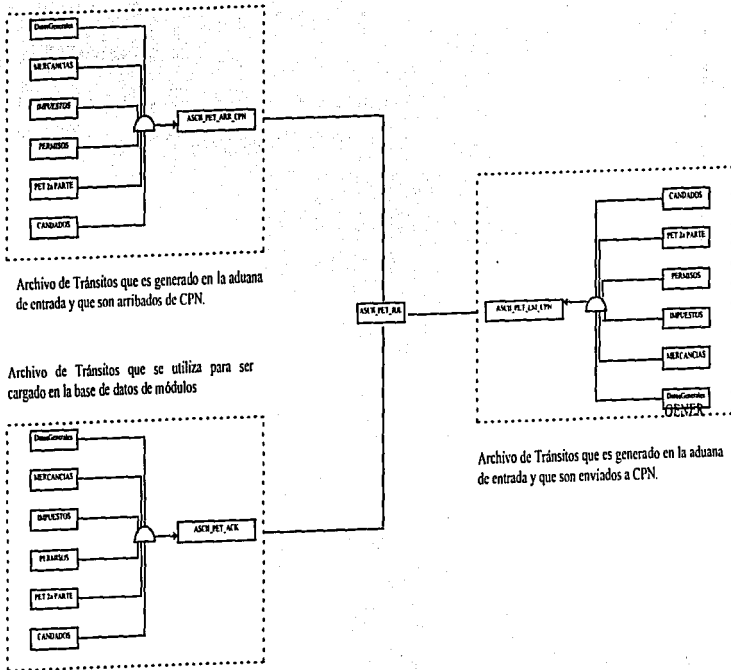 DatosGenerales
MERCANCIAS
IMPUESTOS
PERMISOS
PET 2a PARTE
CANDADOS
ASCII_PET_ARR_CPN
Archivo de Tránsitos que es generado en la aduana
de entrada y que son arribados de CPN.
Archivo de Tránsitos que se utiliza para ser
cargado en la base de datos de módulos
DatosGenerales
MERCANCIAS
IMPUESTOS
PERMISOS
PET 2a PARTE
CANDADOS
ASCII_PET_ACK
CANDADOS
PET 2a PARTE
PERMISOS
IMPUESTOS
MERCANCIAS
DatosGenerales
GENER
Archivo de Tránsitos que es generado en la aduana
de entrada y que son enviados a CPN.